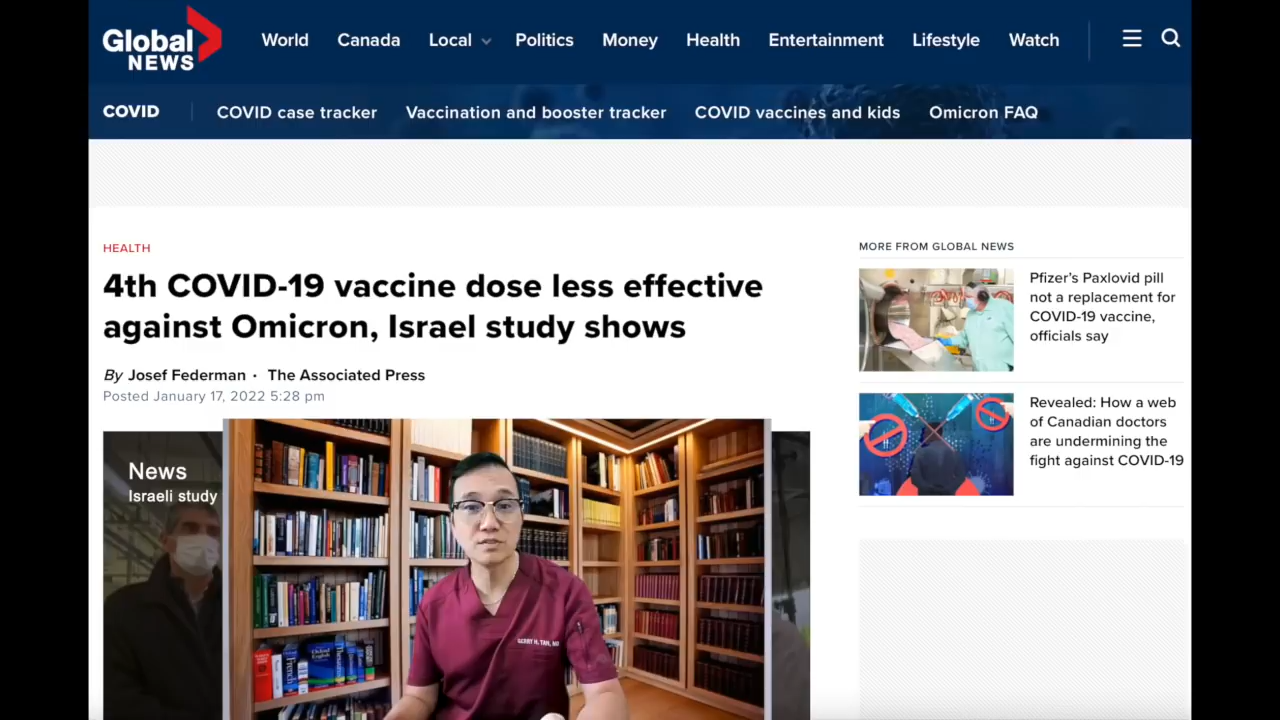 Global
NEWS
World Canada Local Politics Money Health Entertainment Lifestyle Watch
COVID COVID case tracker Vaccination and booster tracker COVID vaccines and kids Omicron FAQ
HEALTH
4th COVID-19 vaccine dose less effective
against Omicron, Israel study shows
By Josef Federman · The Associated Press
Posted January 17, 2022 5:28 pm
News
Israeli study
GERRY H. TAN, MD
MORE FROM GLOBAL NEWS
Pfizer's Paxlovid pill
not a replacement for
COVID-19 vaccine,
officials say
Revealed: How a web
of Canadian doctors
are undermining the
fight against COVID-19